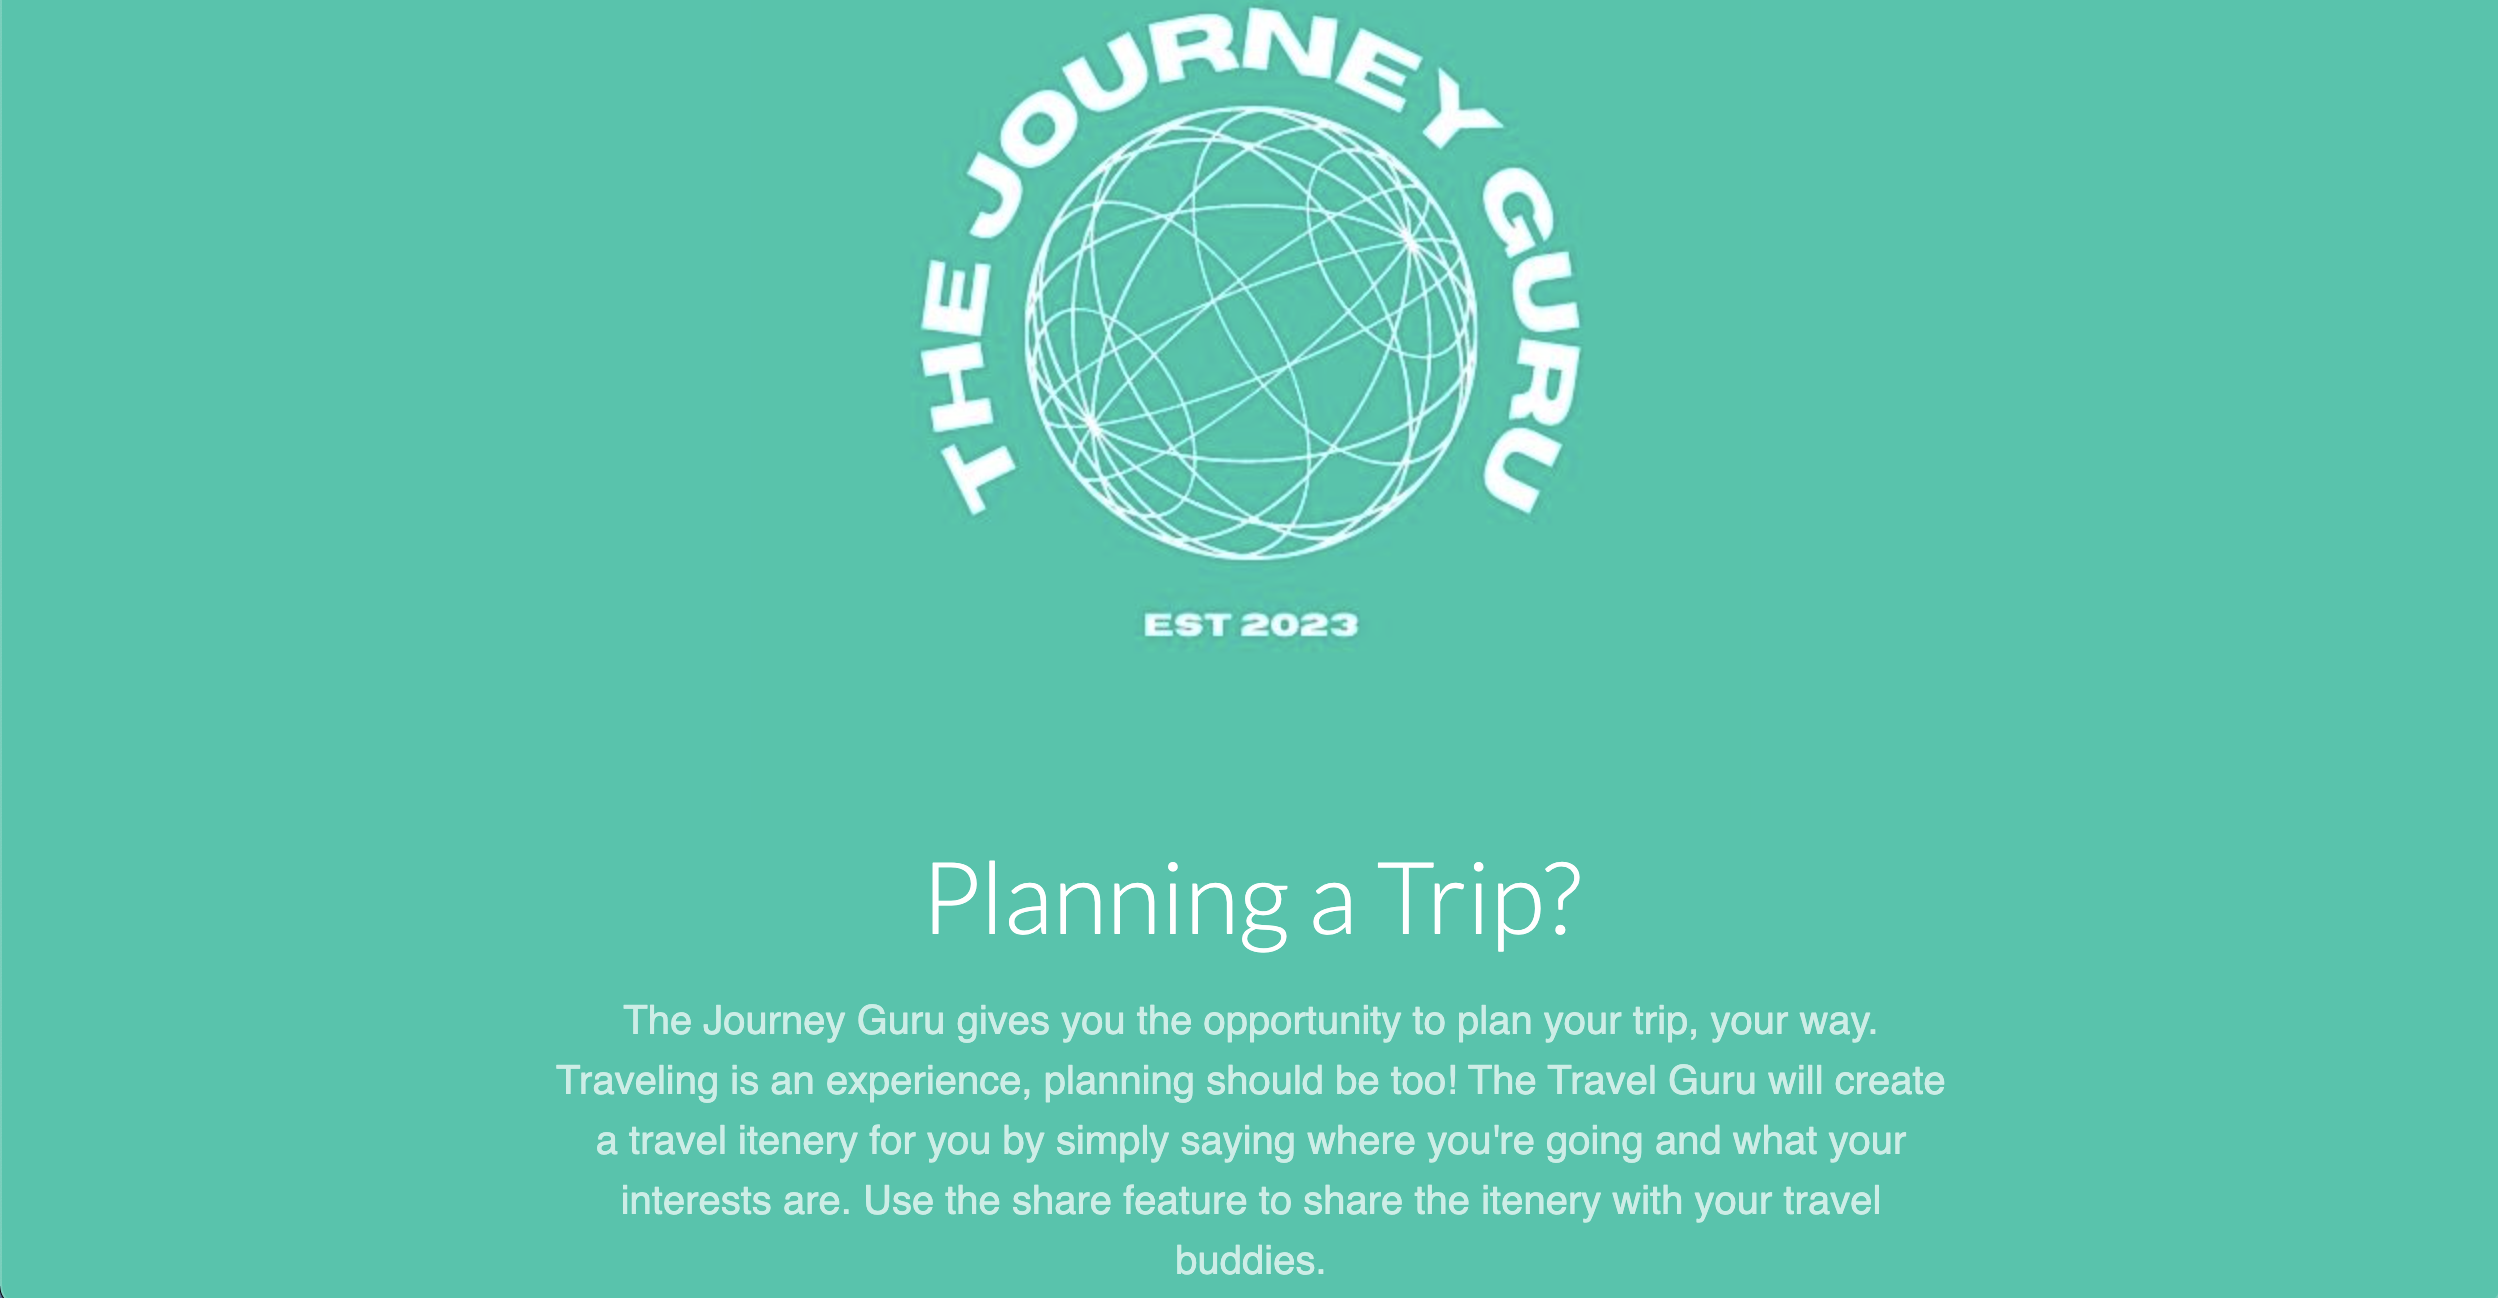 THE JOURNEY GURU
EST 2023
Planning a Trip?
The Journey Guru gives you the opportunity to plan your trip, your way.
Traveling is an experience, planning should be too! The Travel Guru will create
a travel itenery for you by simply saying where you're going and what your
interests are. Use the share feature to share the itenery with your travel
buddies.